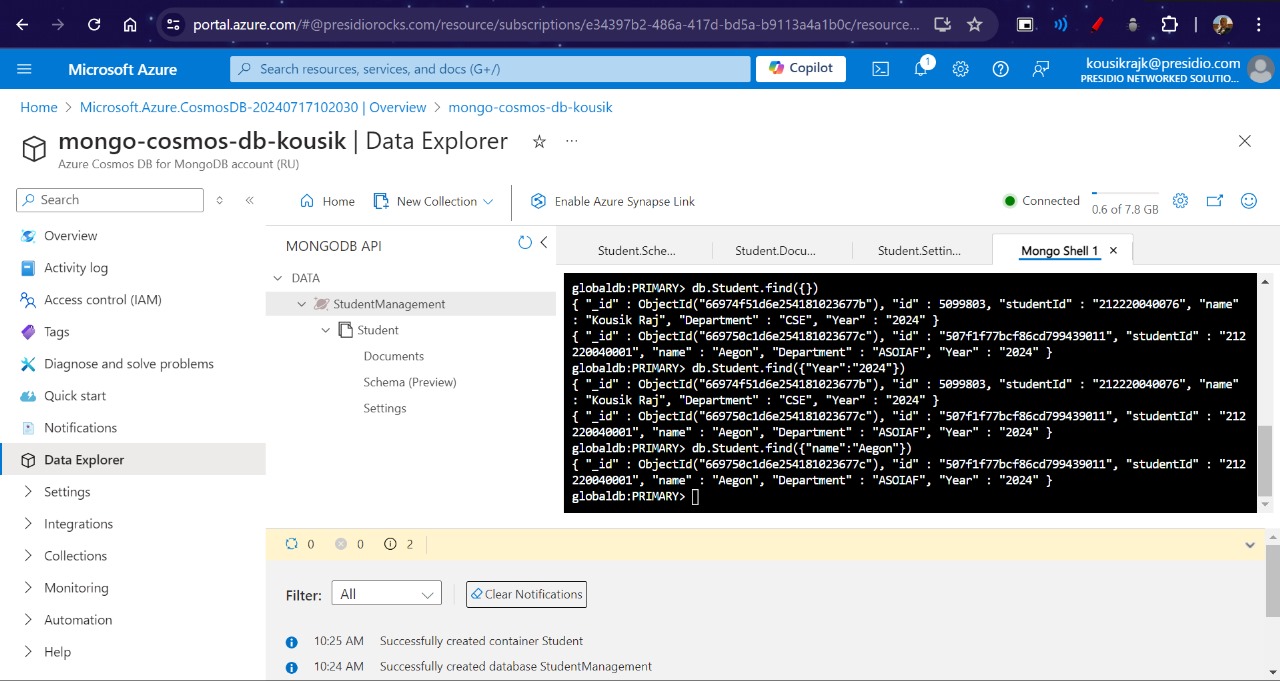 portal.azure.com/#@presidiorocks.com/resource/subscriptions/e34397b2-486a-417d-bd5a-b9113a4a1b0c/resource...
Microsoft Azure
Search resources, services, and docs (G+/)
Copilot
1
kousikrajk@presidio.com
PRESIDIO NETWORKED SOLUTIO...
Home > Microsoft.Azure.CosmosDB-20240717102030 | Overview > mongo-cosmos-db-kousik
mongo-cosmos-db-kousik | Data Explorer
Azure Cosmos DB for MongoDB account (RU)
Search
Overview
Activity log
Access control (IAM)
Tags
Diagnose and solve problems
Quick start
Notifications
Data Explorer
Settings
Integrations
Collections
Monitoring
Automation
Help
Home
New Collection
Enable Azure Synapse Link
Connected
0.6 of 7.8 GB
MONGODB API
DATA
StudentManagement
Student
Documents
Schema (Preview)
Settings
Student.Sche...
Student.Docu...
Student.Settin...
Mongo Shell 1
globaldb:PRIMARY> db.Student.find({})
{ "_id" : ObjectId("66974f51d6e254181023677b"), "id" : 5099803, "studentId" : "212220040076", "name"
: "Kousik Raj", "Department" : "CSE", "Year" : "2024" }
{ "_id" : ObjectId("669750c1d6e254181023677c"), "id" : "507f1f77bcf86cd799439011", "studentId" : "212
220040001", "name" : "Aegon", "Department" : "ASOIAF", "Year" : "2024" }
globaldb:PRIMARY> db.Student.find({"Year":"2024"})
{ "_id" : ObjectId("66974f51d6e254181023677b"), "id" : 5099803, "studentId" : "212220040076", "name"
: "Kousik Raj", "Department" : "CSE", "Year" : "2024" }
{ "_id" : ObjectId("669750c1d6e254181023677c"), "id" : "507f1f77bcf86cd799439011", "studentId" : "212
220040001", "name" : "Aegon", "Department" : "ASOIAF", "Year" : "2024" }
globaldb:PRIMARY> db.Student.find({"name":"Aegon"})
{ "_id" : ObjectId("669750c1d6e254181023677c"), "id" : "507f1f77bcf86cd799439011", "studentId" : "212
220040001", "name" : "Aegon", "Department" : "ASOIAF", "Year" : "2024" }
globaldb:PRIMARY>
0 0 2
Filter: All Clear Notifications
10:25 AM Successfully created container Student
10:24 AM Successfully created database StudentManagement